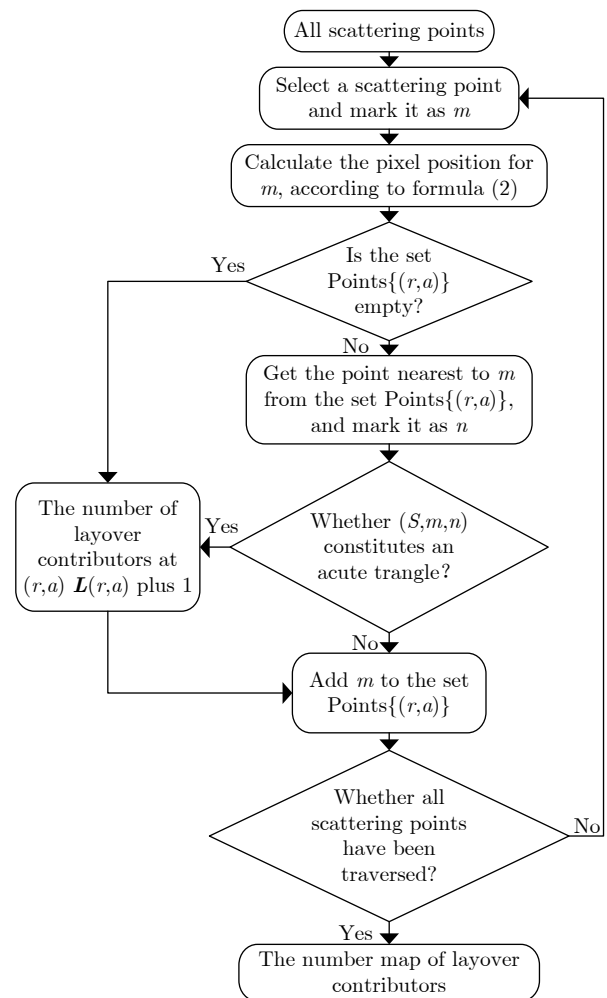 All scattering points
Select a scattering point
and mark it as m
Calculate the pixel position for
m, according to formula (2)
Is the set
Points{(r,a)}
empty?
Yes
No
Get the point nearest to m
from the set Points{(r,a)},
and mark it as n
Whether (S,m,n)
constitutes an
acute trangle?
Yes
The number of
layover
contributors at
(r,a) L(r,a) plus 1
No
Add m to the set
Points{(r,a)}
Whether all
scattering points
have been
traversed?
No
Yes
The number map of layover
contributors